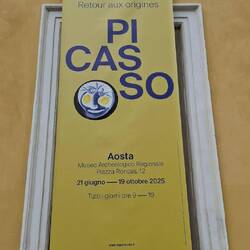 Retour aux origines
PI
CAS
SO
Aosta
Museo Archeologico Regionale
Piazza Roncas, 12
21 giugno — 19 ottobre 2025
Tutti i giorni ore 9 — 19